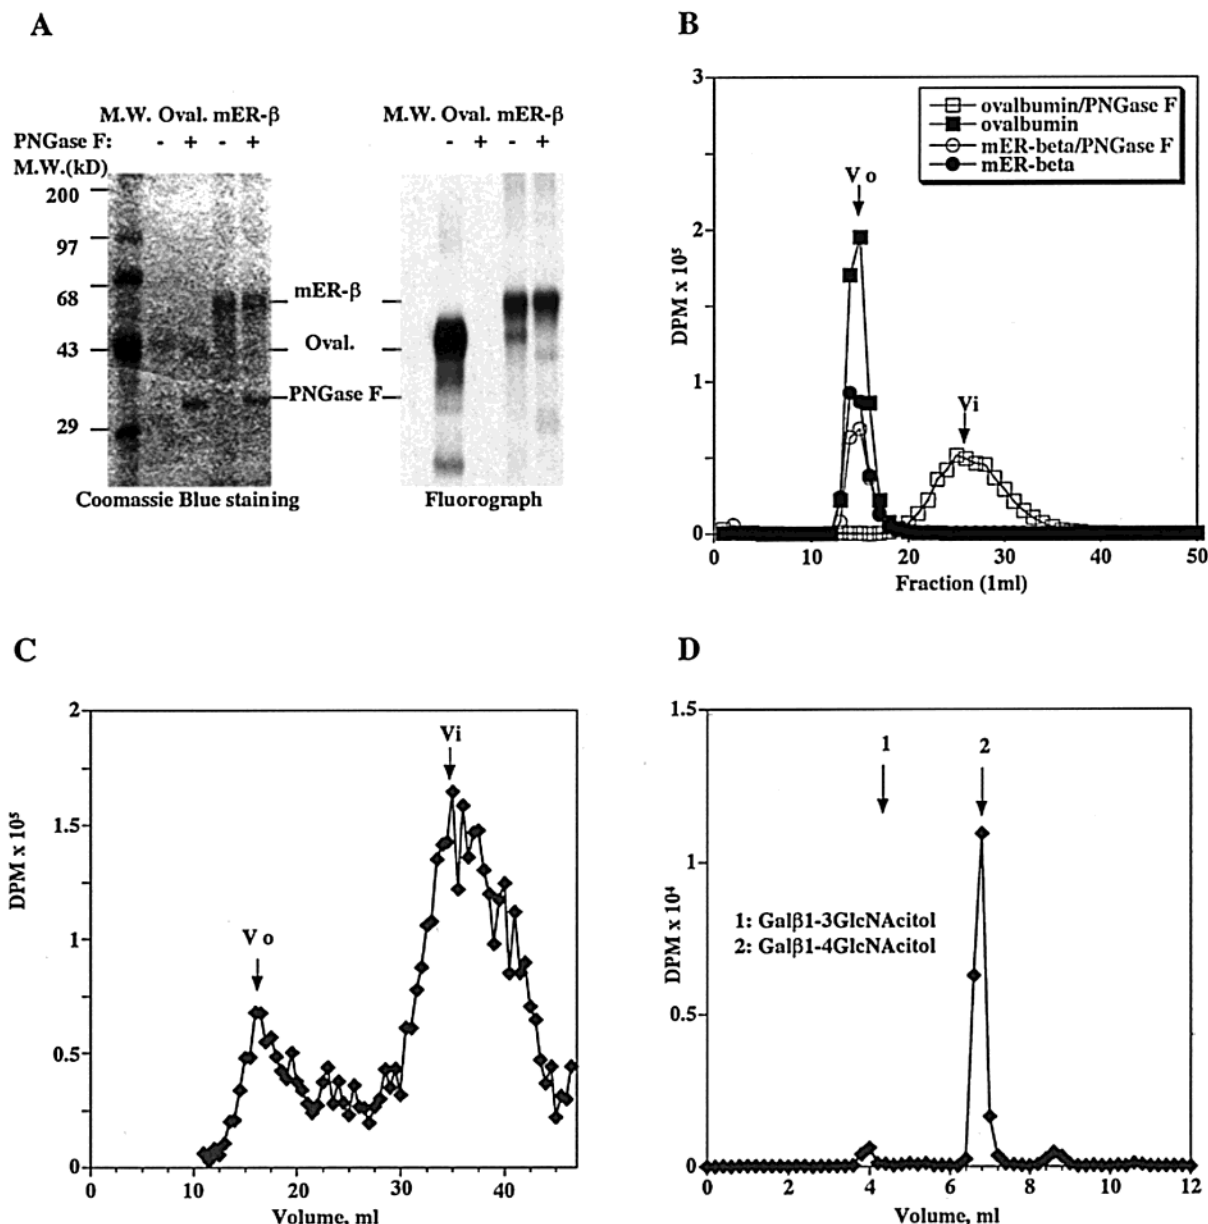 A
M.W. Oval. mER-β
PNGase F: - + - +
M.W.(kD)
200
97
68
43
29
mER-β
Oval.
PNGase F
Coomassie Blue staining
M.W. Oval. mER-β
- + - +
Fluorograph
B
3
2
1
0
DPM x 10⁵
ovalbumin/PNGase F
ovalbumin
mER-beta/PNGase F
mER-beta
Vo
Vi
0 10 20 30 40 50
Fraction (1ml)
C
2
1.5
1
0.5
0
DPM x 10⁵
Vo
Vi
0 10 20 30 40
Volume, ml
D
1.5
1
0.5
0
DPM x 10⁴
1 2
1: Galβ1-3GlcNAcitol
2: Galβ1-4GlcNAcitol
0 2 4 6 8 10 12
Volume, ml